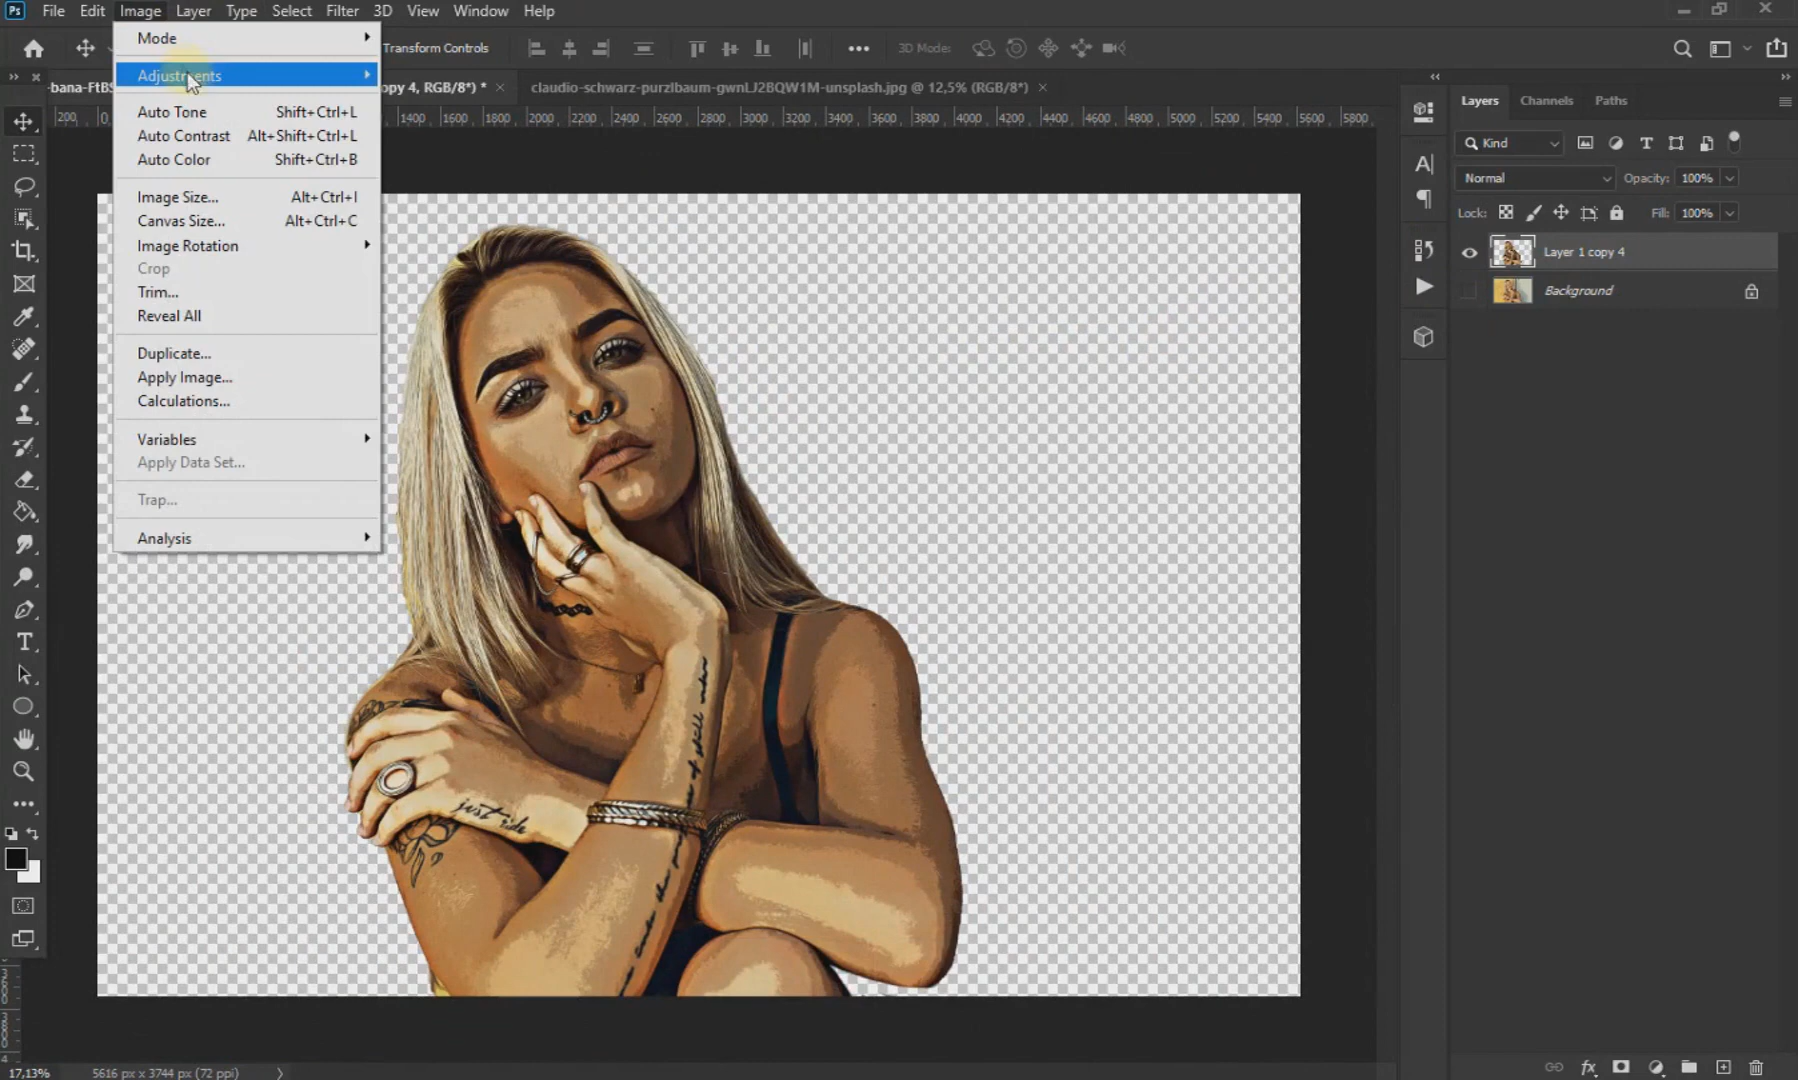 Ps File Edit Image Layer Type Select Filter 3D View Window Help
Transform Controls
3D Mode:
-bana-FtBS
opy 4, RGB/8*) *
claudio-schwarz-purzlbaum-gwnLJ2BQW1M-unsplash.jpg @ 12,5% (RGB/8*)
200 0 1400 1600 1800 2000 2200 2400 2600 2800 3000 3200 3400 3600 3800 4000 4200 4400 4600 4800 5000 5200 5400 5600 5800
Mode
Adjustments
Auto Tone Shift+Ctrl+L
Auto Contrast Alt+Shift+Ctrl+L
Auto Color Shift+Ctrl+B
Image Size... Alt+Ctrl+I
Canvas Size... Alt+Ctrl+C
Image Rotation
Crop
Trim...
Reveal All
Duplicate...
Apply Image...
Calculations...
Variables
Apply Data Set...
Trap...
Analysis
Layers Channels Paths
Kind
Normal Opacity: 100%
Lock: Fill: 100%
Layer 1 copy 4
Background
just ride
17,13% 5616 px x 3744 px (72 ppi)